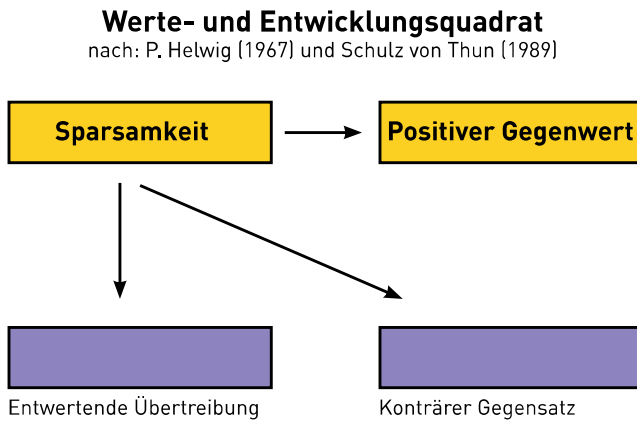 Werte- und Entwicklungsquadrat
nach: P. Helwig (1967) und Schulz von Thun (1989)
Sparsamkeit
Positiver Gegenwert
Entwertende Übertreibung
Konträrer Gegensatz